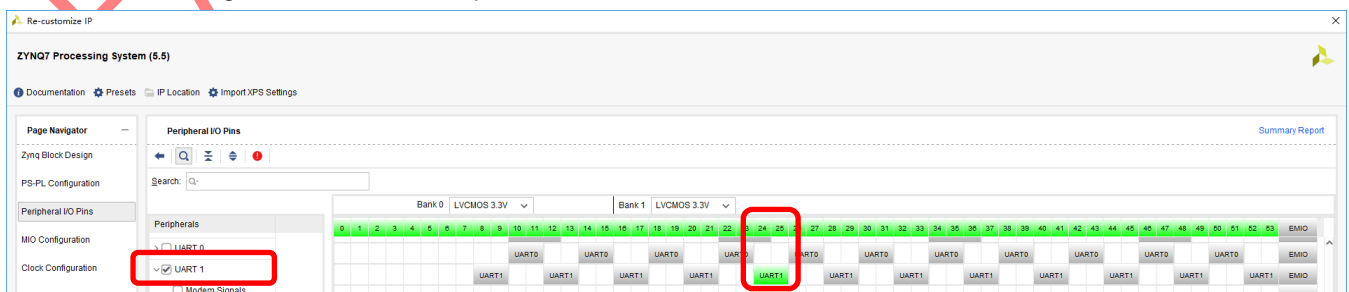 Re-customize IP
ZYNQ7 Processing System (5.5)
Documentation Presets IP Location Import XPS Settings
Page Navigator
Peripheral I/O Pins
Summary Report
Zynq Block Design
PS-PL Configuration
Search:
Peripheral I/O Pins
Bank 0 LVCMOS 3.3V Bank 1 LVCMOS 3.3V
Peripherals
0 1 2 3 4 5 6 7 8 9 10 11 12 13 14 15 16 17 18 19 20 21 22 23 24 25 26 27 28 29 30 31 32 33 34 35 36 37 38 39 40 41 42 43 44 45 46 47 48 49 50 51 52 53 EMIO
MIO Configuration
UART 0
UART0 UART0 UART0 UART0 UART0 UART0 UART0 UART0 UART0 UART0 UART0 EMIO
Clock Configuration
UART 1
UART1 UART1 UART1 UART1 UART1 UART1 UART1 UART1 UART1 UART1 UART1 UART1 EMIO
Modem Signals